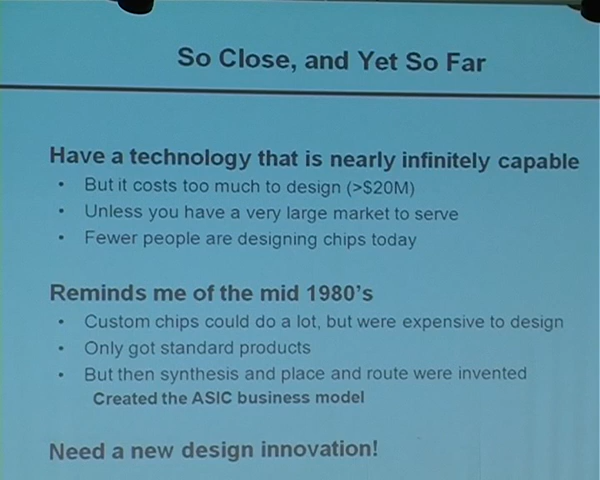 So Close, and Yet So Far
Have a technology that is nearly infinitely capable
• But it costs too much to design (>$20M)
• Unless you have a very large market to serve
• Fewer people are designing chips today
Reminds me of the mid 1980's
• Custom chips could do a lot, but were expensive to design
• Only got standard products
• But then synthesis and place and route were invented
Created the ASIC business model
Need a new design innovation!